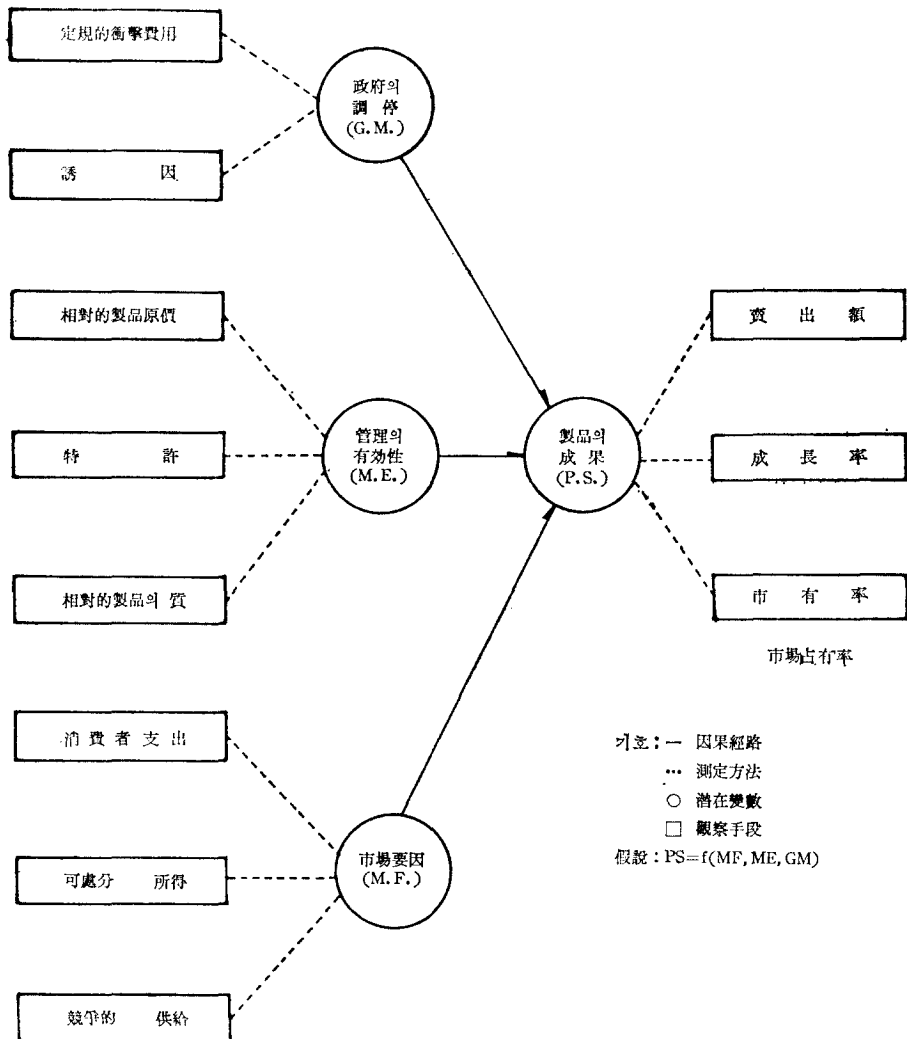 定規的衝擊費用
政府의
調停
(G.M.)
誘因
相對的製品原價
賣出額
特許
管理의
有効性
(M.E.)
製品의
成果
(P.S.)
成長率
相對的製品의 質
市有率
市場占有率
消費者支出
기호: — 因果經路
··· 測定方法
○ 潛在變數
□ 觀察手段
假說: PS=f(MF, ME, GM)
市場要因
(M.F.)
可處分 所得
競爭的 供給